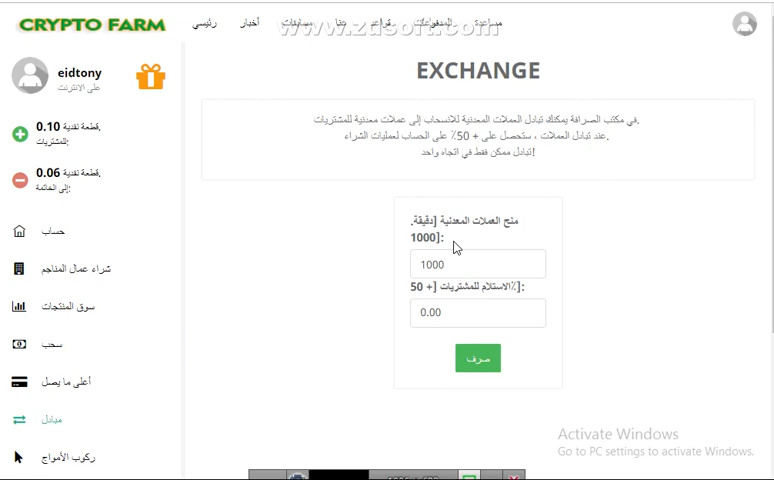 CRYPTO FARM
رئيسي أخبار مسابقات عنا قواعد المدفوعات مساعدة
www.zdsoft.com
eidtony
على الانترنت
0.10 قطعة نقدية.
للمشتريات:
0.06 قطعة نقدية.
إلى الخاتمة:
حساب
شراء عمال المناجم
سوق المنتجات
سحب
أعلى ما يصل
مبادل
ركوب الأمواج
EXCHANGE
في مكتب الصرافة يمكنك تبادل العملات المعدنية للانسحاب إلى عملات معدنية للمشتريات.
عند تبادل العملات ، ستحصل على + 50٪ على الحساب لعمليات الشراء.
تبادل ممكن فقط في اتجاه واحد!
منح العملات المعدنية [دقيقة.
1000]:
1000
الاستلام للمشتريات [+ 50٪]:
0.00
صرف
Activate Windows
Go to PC settings to activate Windows.